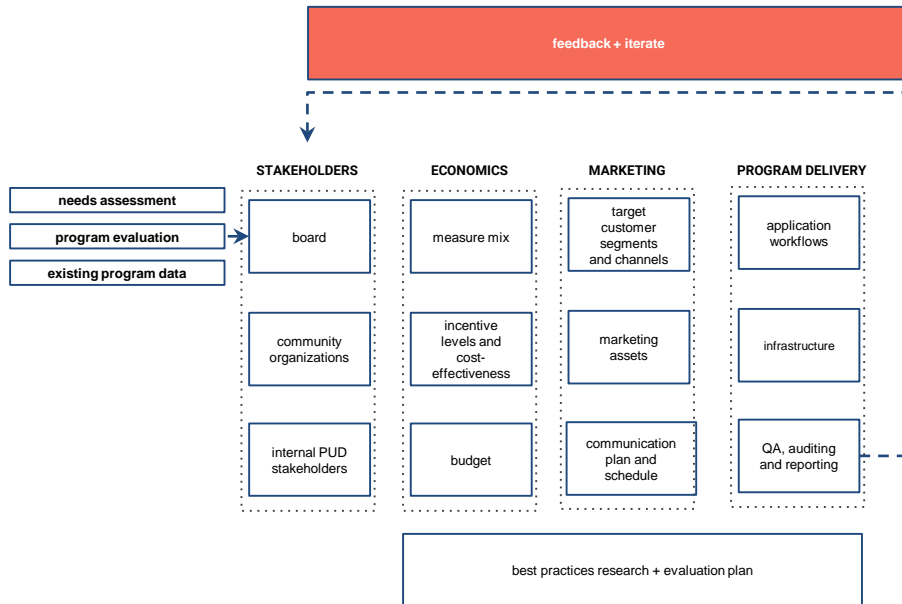 feedback + iterate
STAKEHOLDERS
ECONOMICS
MARKETING
PROGRAM DELIVERY
needs assessment
program evaluation
existing program data
board
measure mix
target
customer
segments
and channels
application
workflows
community
organizations
incentive
levels and
cost-
effectiveness
marketing
assets
infrastructure
internal PUD
stakeholders
budget
communication
plan and
schedule
QA, auditing
and reporting
best practices research + evaluation plan